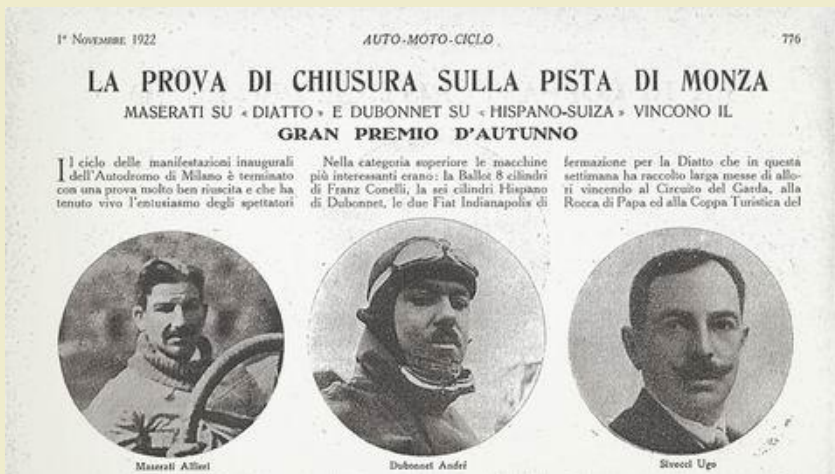 1º NOVEMBRE 1922
AUTO-MOTO-CICLO
776
LA PROVA DI CHIUSURA SULLA PISTA DI MONZA
MASERATI SU « DIATTO » E DUBONNET SU « HISPANO-SUIZA » VINCONO IL
GRAN PREMIO D'AUTUNNO
Il ciclo delle manifestazioni inaugurali
dell'Autodromo di Milano è terminato
con una prova molto ben riuscita e che ha
tenuto vivo l'entusiasmo degli spettatori
Nella categoria superiore le macchine
più interessanti erano: la Ballot 8 cilindri
di Franz Conelli, la sei cilindri Hispano
di Dubonnet, le due Fiat Indianapolis di
fermazione per la Diatto che in questa
settimana ha raccolto larga messe di allo-
ri vincendo al Circuito del Garda, alla
Rocca di Papa ed alla Coppa Turistica del
Maserati Alfieri
Dubonnet André
Sivocci Ugo